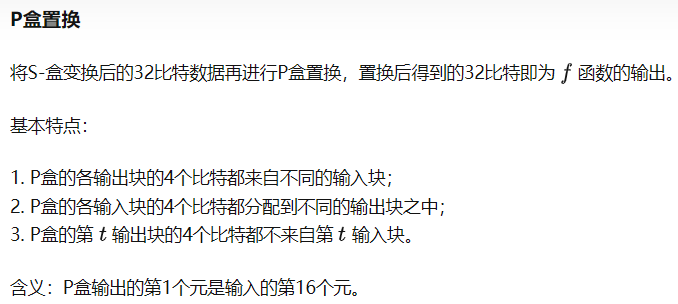 P盒置换
将S-盒变换后的32比特数据再进行P盒置换，置换后得到的32比特即为 f 函数的输出。
基本特点：
1. P盒的各输出块的4个比特都来自不同的输入块；
2. P盒的各输入块的4个比特都分配到不同的输出块之中；
3. P盒的第 t 输出块的4个比特都不来自第 t 输入块。
含义：P盒输出的第1个元是输入的第16个元。